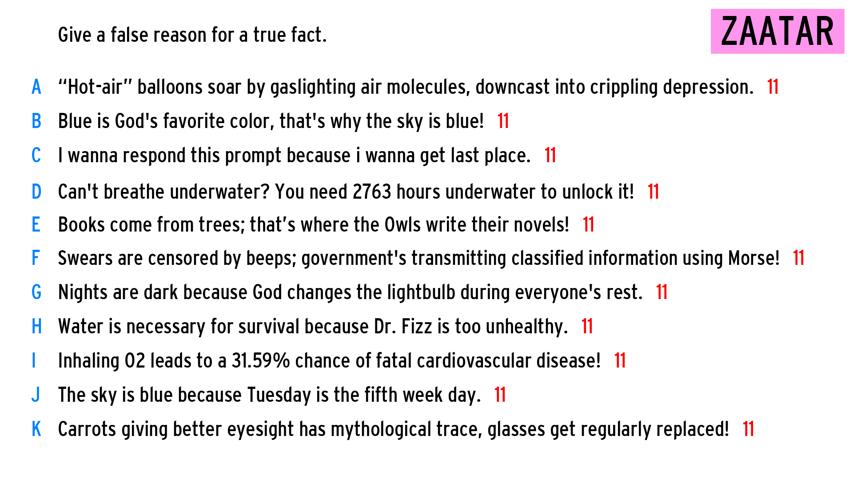 Give a false reason for a true fact.
ZAATAR
A “Hot-air” balloons soar by gaslighting air molecules, downcast into crippling depression. 11
B Blue is God's favorite color, that's why the sky is blue! 11
C I wanna respond this prompt because i wanna get last place. 11
D Can't breathe underwater? You need 2763 hours underwater to unlock it! 11
E Books come from trees; that’s where the Owls write their novels! 11
F Swears are censored by beeps; government's transmitting classified information using Morse! 11
G Nights are dark because God changes the lightbulb during everyone's rest. 11
H Water is necessary for survival because Dr. Fizz is too unhealthy. 11
I Inhaling O2 leads to a 31.59% chance of fatal cardiovascular disease! 11
J The sky is blue because Tuesday is the fifth week day. 11
K Carrots giving better eyesight has mythological trace, glasses get regularly replaced! 11